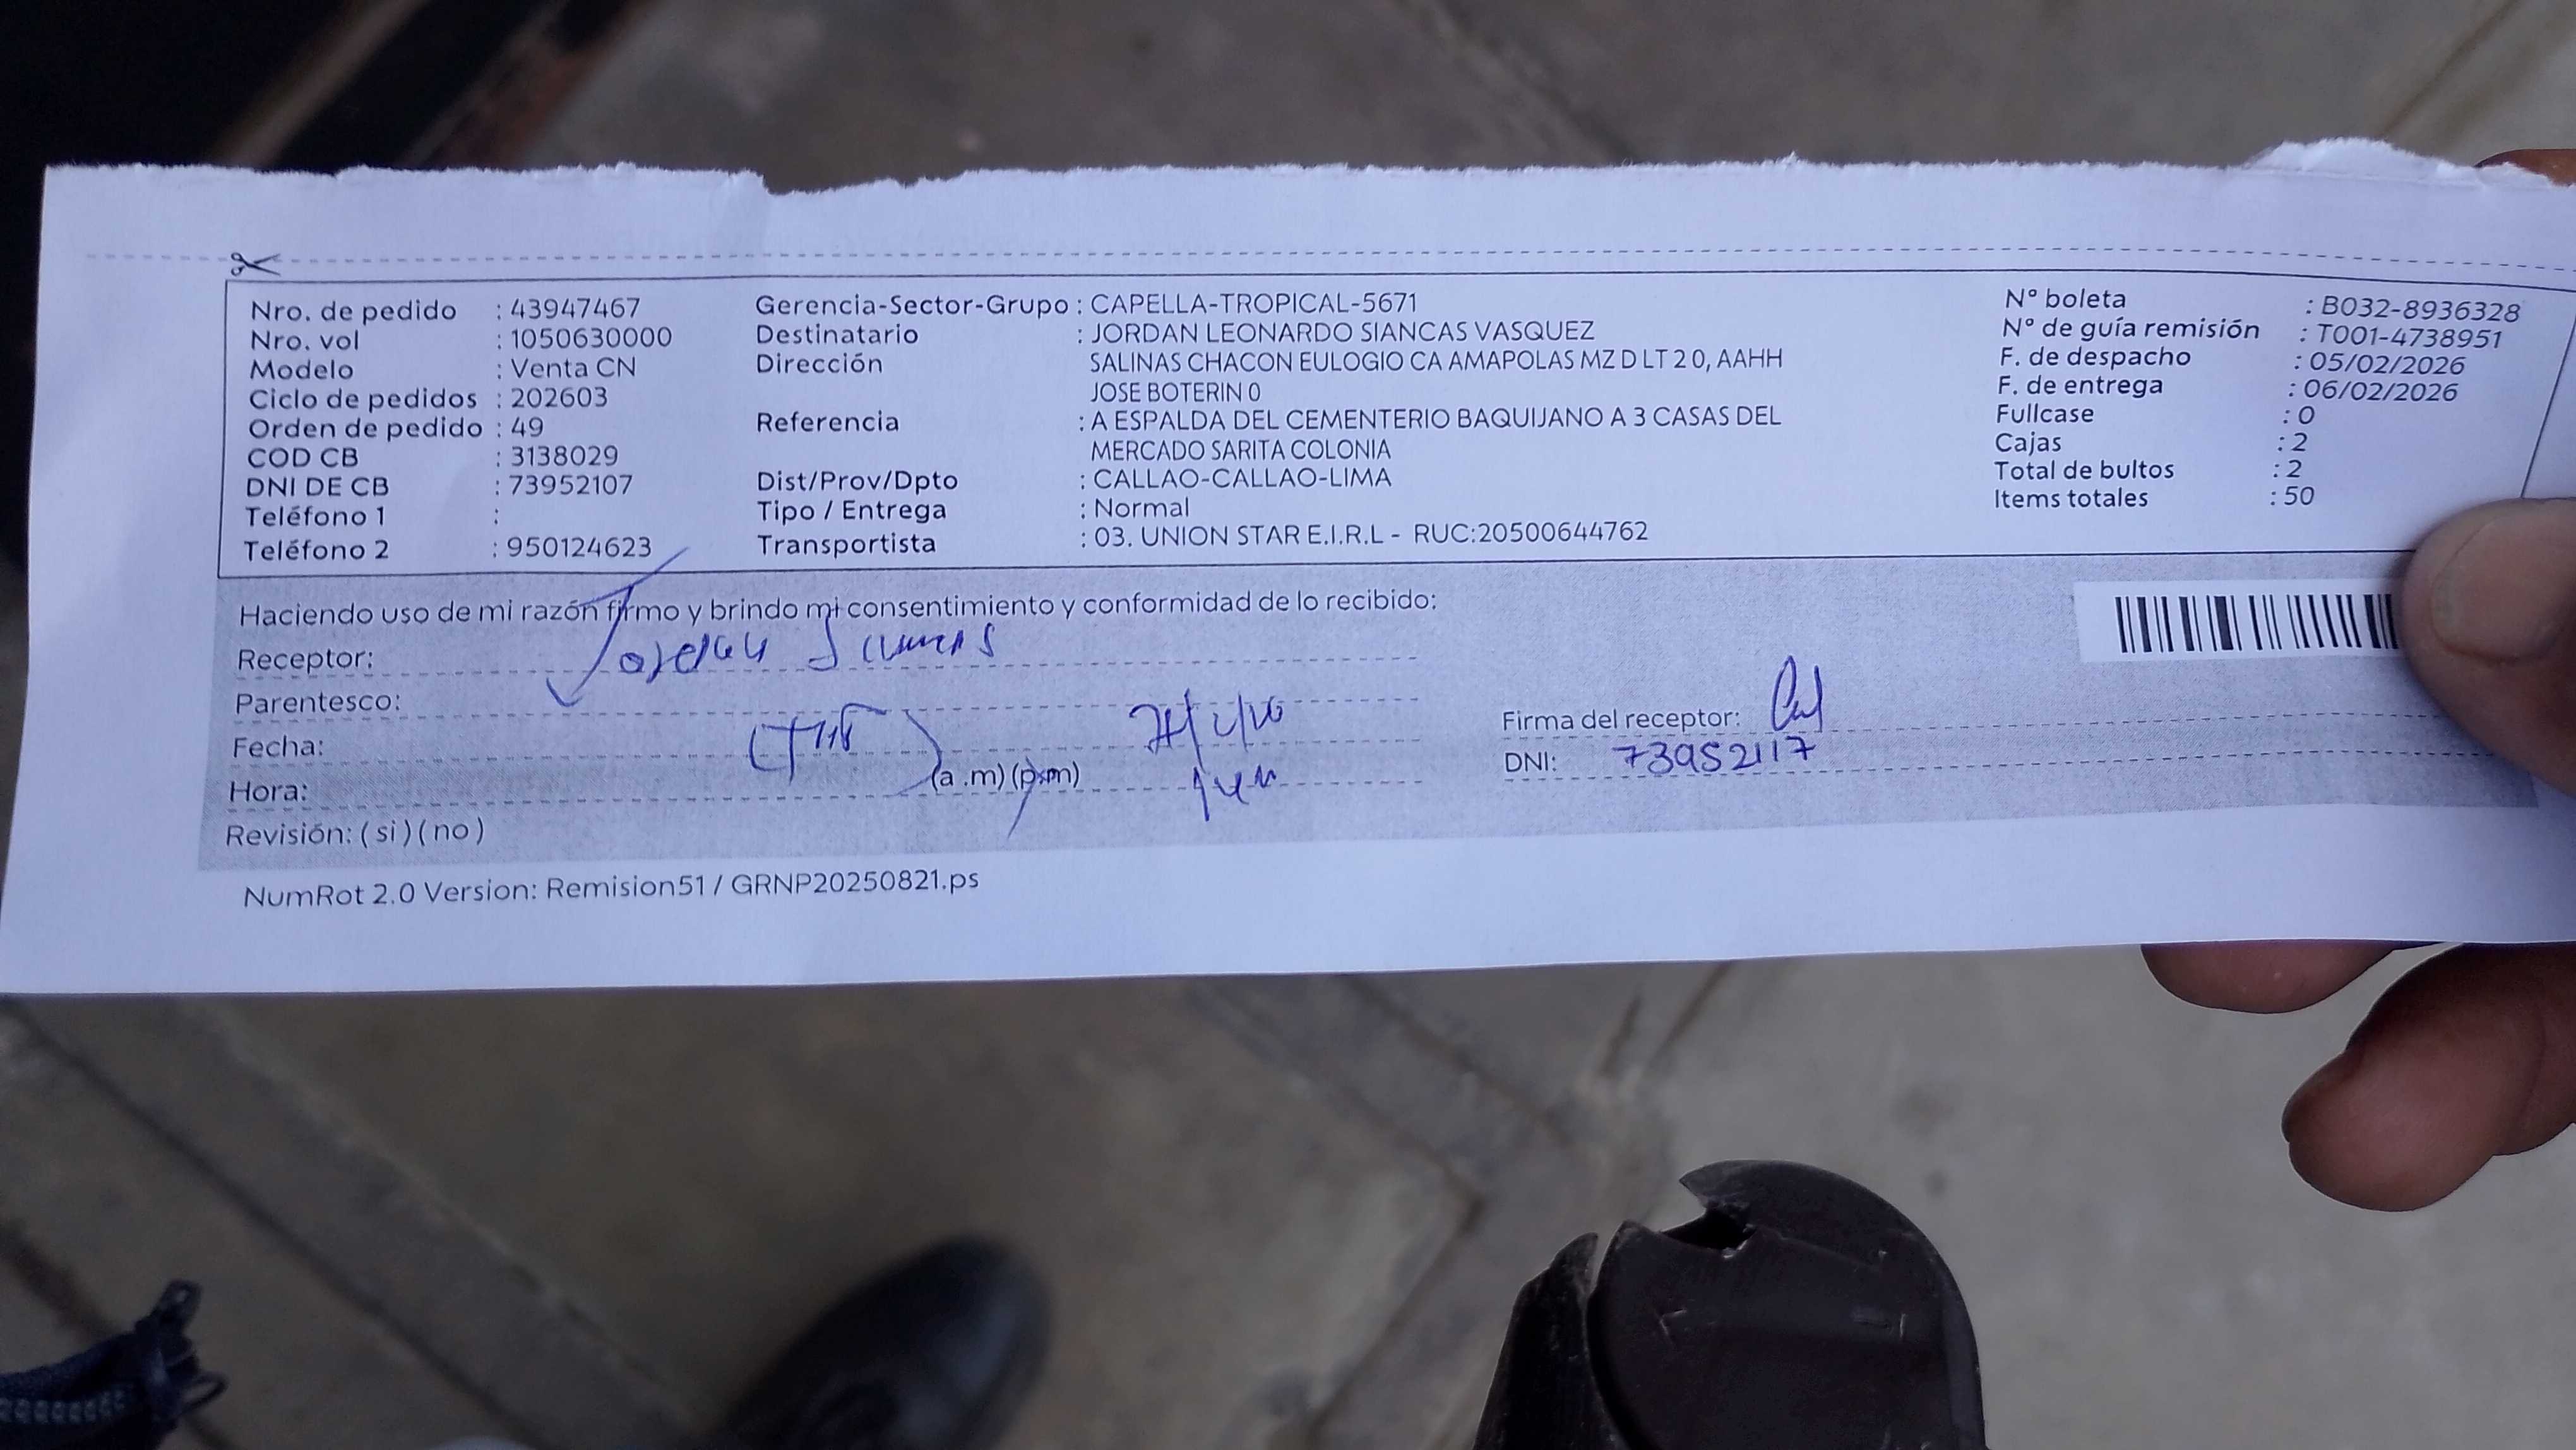 Nro. de pedido : 43947467
Nro. vol : 1050630000
Modelo : Venta CN
Ciclo de pedidos : 202603
Orden de pedido : 49
COD CB : 3138029
DNI DE CB : 73952107
Teléfono 1 :
Teléfono 2 : 950124623
Gerencia-Sector-Grupo : CAPELLA-TROPICAL-5671
Destinatario : JORDAN LEONARDO SIANCAS VASQUEZ
Dirección SALINAS CHACON EULOGIO CA AMAPOLAS MZ D LT 2 0, AAHH
JOSE BOTERIN 0
Referencia : A ESPALDA DEL CEMENTERIO BAQUIJANO A 3 CASAS DEL
MERCADO SARITA COLONIA
Dist/Prov/Dpto : CALLAO-CALLAO-LIMA
Tipo / Entrega : Normal
Transportista : 03. UNION STAR E.I.R.L - RUC:20500644762
N° boleta : B032-8936328
N° de guía remisión : T001-4738951
F. de despacho : 05/02/2026
F. de entrega : 06/02/2026
Fullcase : 0
Cajas : 2
Total de bultos : 2
Items totales : 50
Haciendo uso de mi razón firmo y brindo mi consentimiento y conformidad de lo recibido:
Receptor:
Parentesco:
Fecha:
Hora: (a.m) (p.m)
Revisión: ( si ) ( no )
Firma del receptor:
DNI: 73952117
NumRot 2.0 Version: Remision51 / GRNP20250821.ps